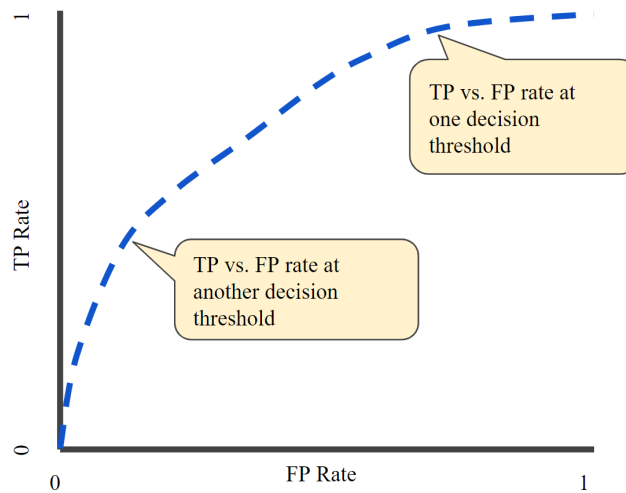 1
TP vs. FP rate at
one decision
threshold
TP Rate
TP vs. FP rate at
another decision
threshold
0
0
FP Rate
1